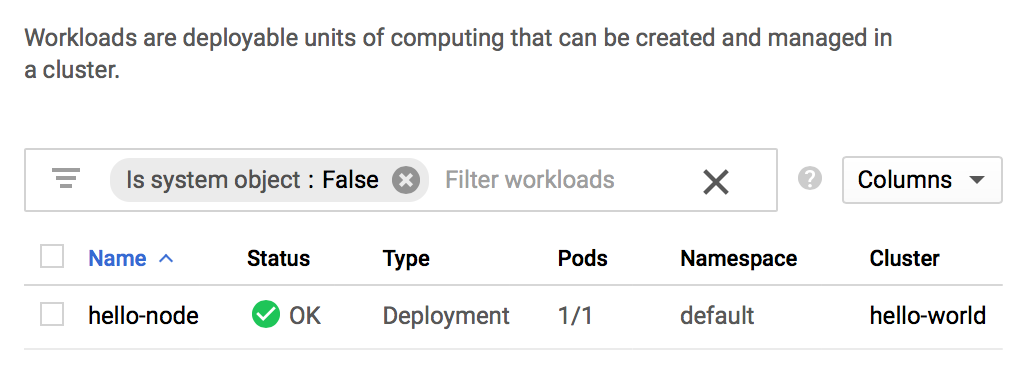 Workloads are deployable units of computing that can be created and managed in
a cluster.
Is system object : False Filter workloads Columns
Name Status Type Pods Namespace Cluster
hello-node OK Deployment 1/1 default hello-world